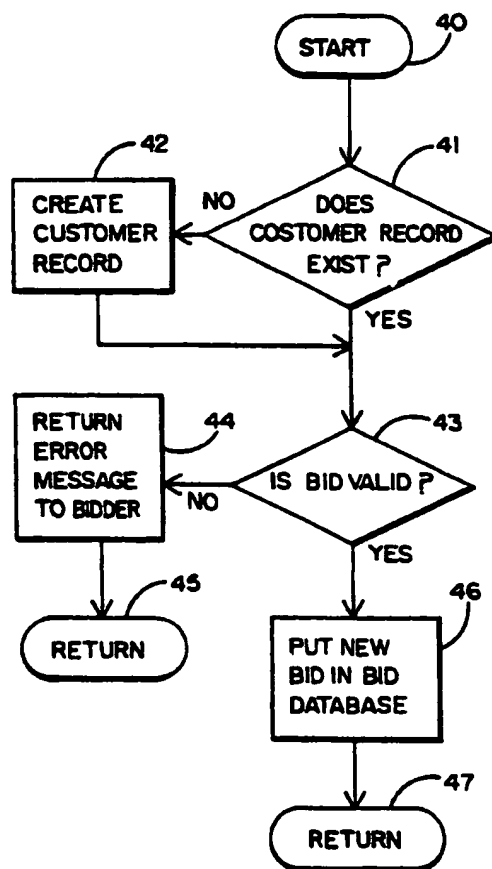 START
40
42
41
CREATE
CUSTOMER
RECORD
NO
DOES
COSTOMER RECORD
EXIST?
YES
RETURN
ERROR
MESSAGE
TO BIDDER
44
43
IS BID VALID?
NO
YES
45
RETURN
46
PUT NEW
BID IN BID
DATABASE
47
RETURN